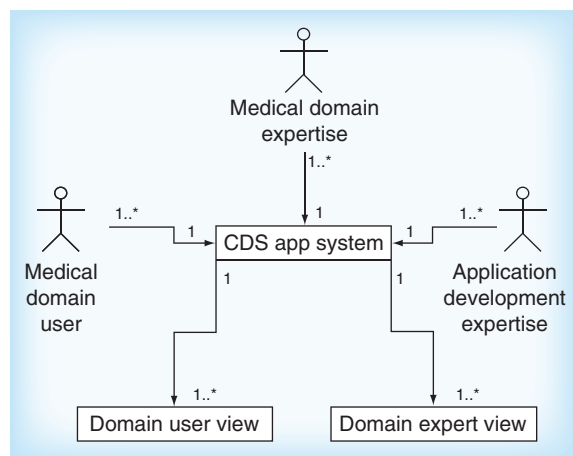 Medical domain
expertise
1..*
1
1..*
1
CDS app system
1
1..*
Medical
domain
user
Application
development
expertise
1
1
1..*
1..*
Domain user view
Domain expert view